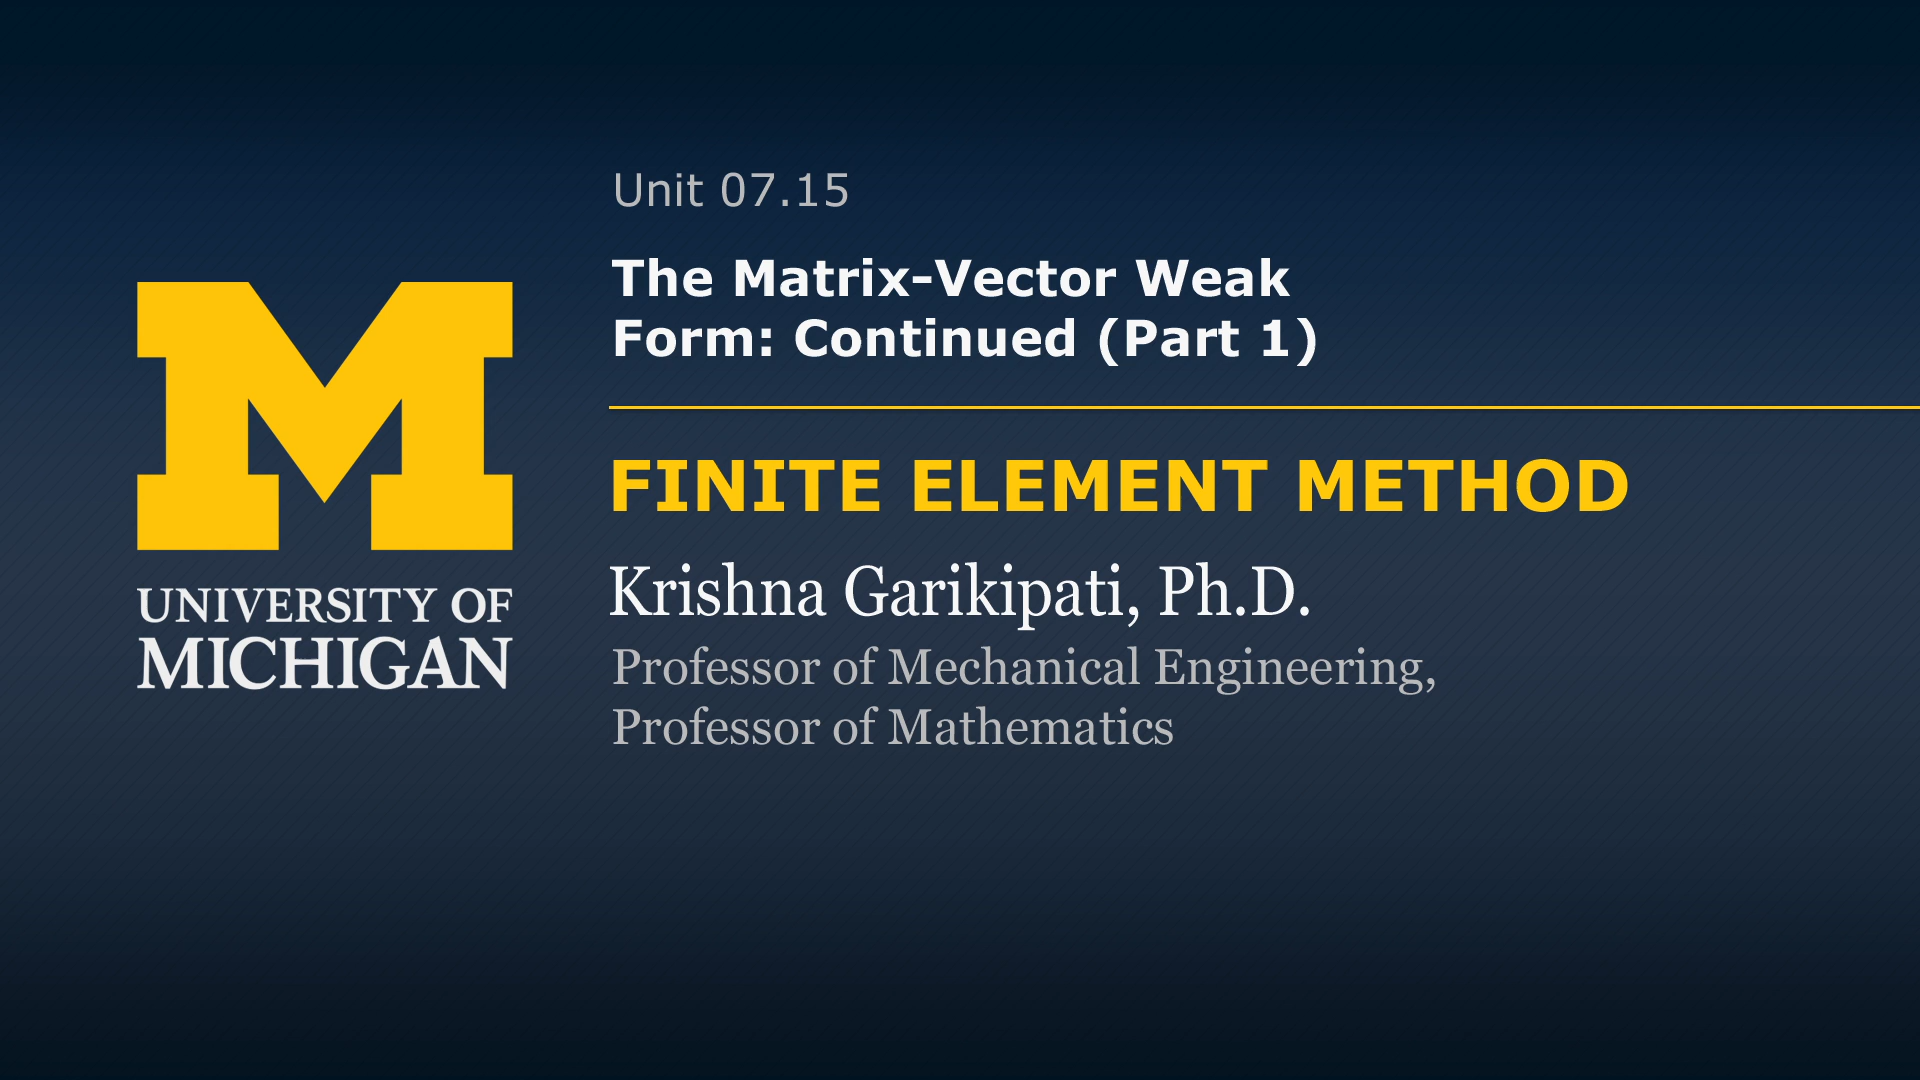 Unit 07.15
The Matrix-Vector Weak
Form: Continued (Part 1)
FINITE ELEMENT METHOD
Krishna Garikipati, Ph.D.
Professor of Mechanical Engineering,
Professor of Mathematics
M
UNIVERSITY OF
MICHIGAN